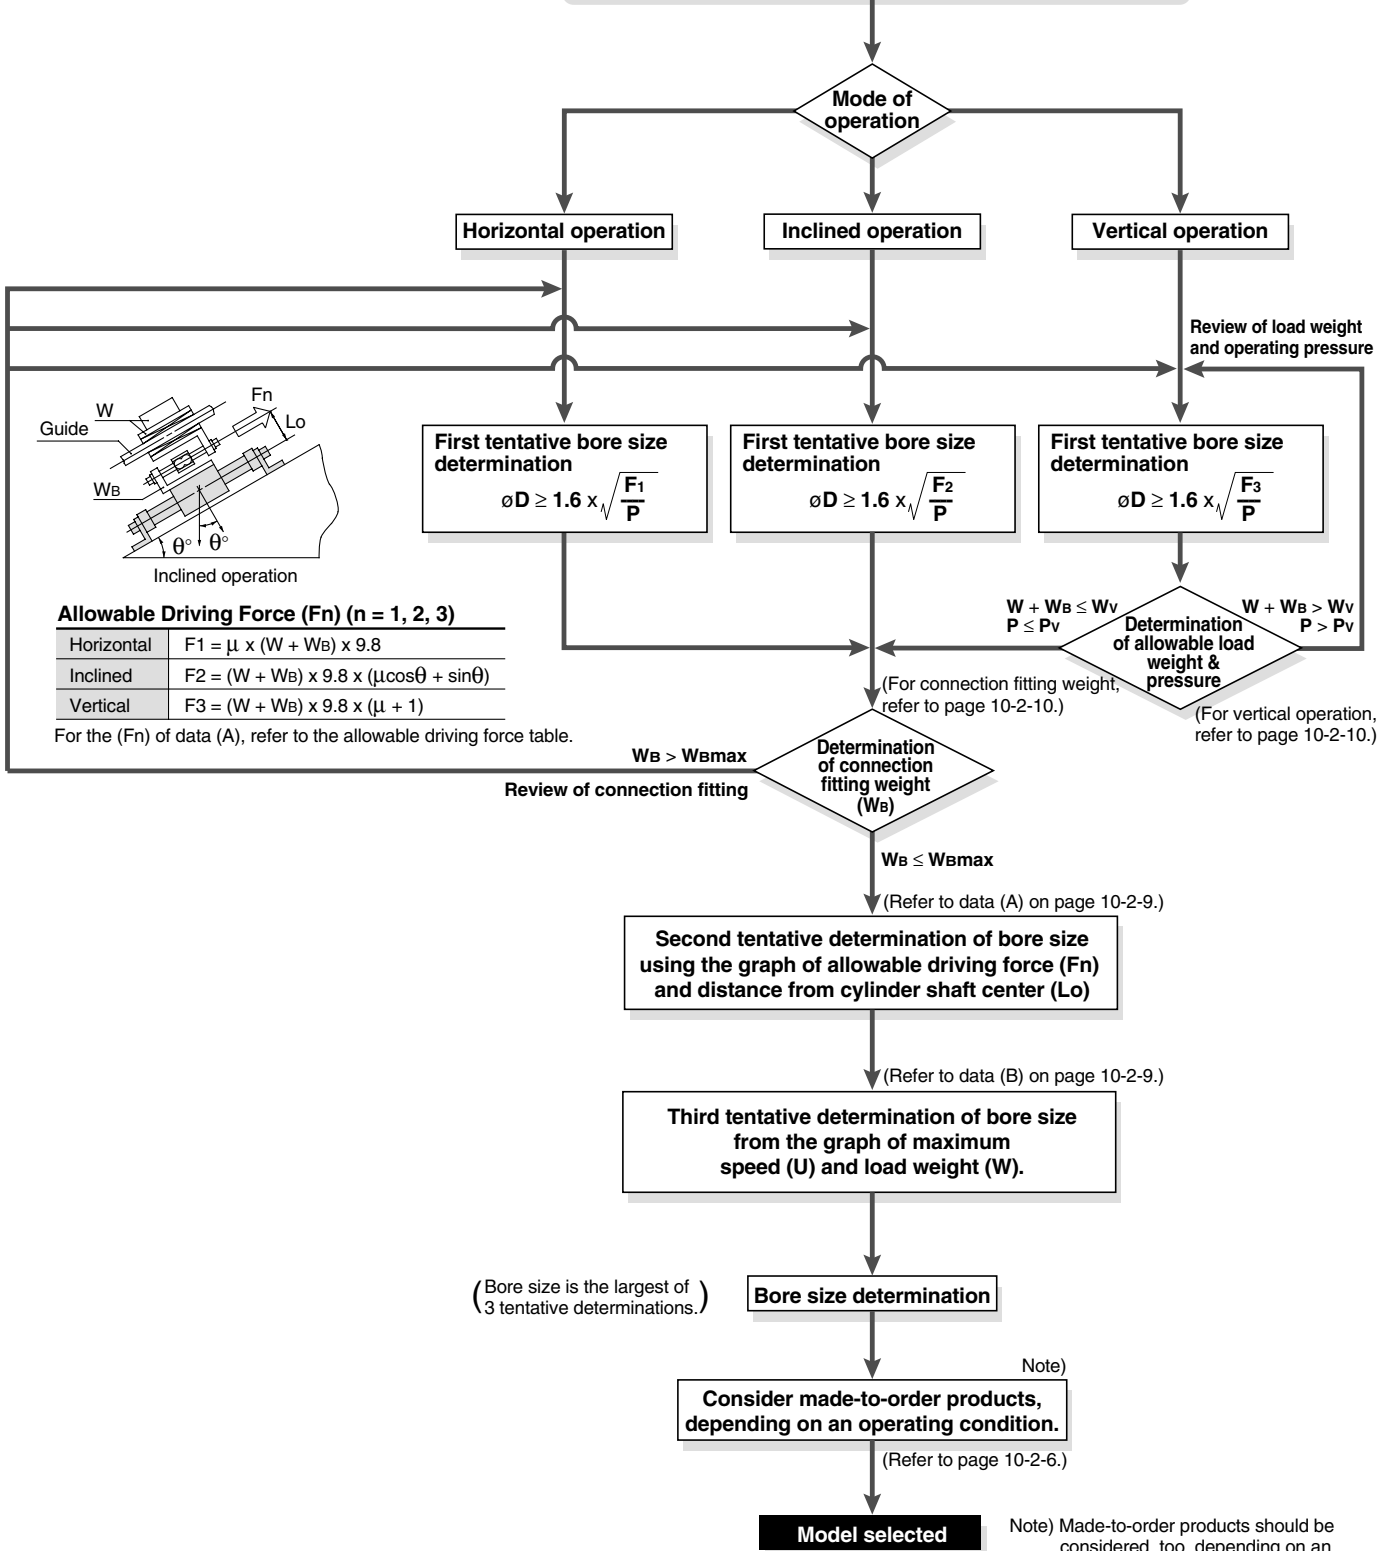 Mode of
operation
Horizontal operation
Inclined operation
Vertical operation
Review of load weight
and operating pressure
W
Guide
WB
Fn
Lo
θ° θ°
Inclined operation
First tentative bore size
determination
øD ≥ 1.6 x √F1/P
First tentative bore size
determination
øD ≥ 1.6 x √F2/P
First tentative bore size
determination
øD ≥ 1.6 x √F3/P
Allowable Driving Force (Fn) (n = 1, 2, 3)
Horizontal F1 = μ x (W + WB) x 9.8
Inclined F2 = (W + WB) x 9.8 x (μcosθ + sinθ)
Vertical F3 = (W + WB) x 9.8 x (μ + 1)
For the (Fn) of data (A), refer to the allowable driving force table.
W + WB ≤ WV
P ≤ PV
Determination
of allowable load
weight &
pressure
W + WB > WV
P > PV
(For connection fitting weight,
refer to page 10-2-10.)
(For vertical operation,
refer to page 10-2-10.)
WB > WBmax
Review of connection fitting
Determination
of connection
fitting weight
(WB)
WB ≤ WBmax
(Refer to data (A) on page 10-2-9.)
Second tentative determination of bore size
using the graph of allowable driving force (Fn)
and distance from cylinder shaft center (Lo)
(Refer to data (B) on page 10-2-9.)
Third tentative determination of bore size
from the graph of maximum
speed (U) and load weight (W).
(Bore size is the largest of
3 tentative determinations.)
Bore size determination
Note)
Consider made-to-order products,
depending on an operating condition.
(Refer to page 10-2-6.)
Model selected
Note) Made-to-order products should be
considered, too, depending on an